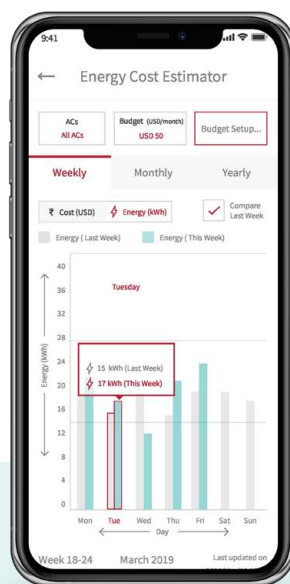 9:41
Energy Cost Estimator
ACs
All ACs
Budget (USD/month)
USD 50
Budget Setup...
Weekly
Monthly
Yearly
₹ Cost (USD)
Energy (kWh)
Compare
Last Week
Energy ( Last Week)
Energy ( This Week)
Energy (kWh)
40
36
32
28
24
20
16
12
8
4
0
Tuesday
15 kWh (Last Week)
17 kWh (This Week)
Mon
Tue
Wed
Thu
Fri
Sat
Sun
Day
Week 18-24
March 2019
Last updated on